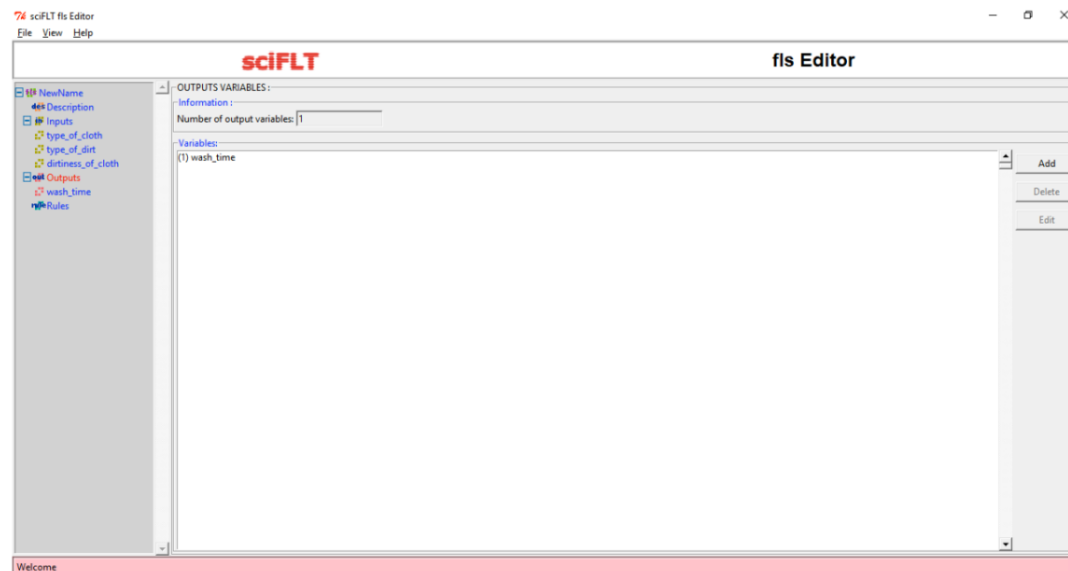 sciFLT fls Editor
File View Help
sciFLT fls Editor
NewName
Description
Inputs
type_of_cloth
type_of_dirt
dirtiness_of_cloth
Outputs
wash_time
Rules
OUTPUTS VARIABLES :
Information :
Number of output variables: 1
Variables:
(1) wash_time
Add
Delete
Edit
Welcome